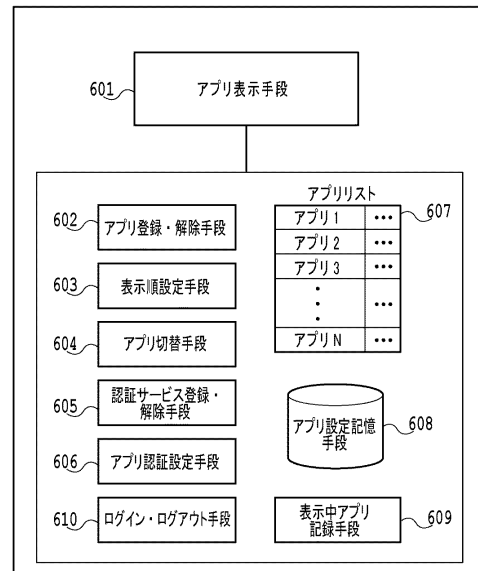 601
アプリ表示手段
602
アプリ登録・解除手段
603
表示順設定手段
604
アプリ切替手段
605
認証サービス登録・
解除手段
606
アプリ認証設定手段
610
ログイン・ログアウト手段
アプリリスト
607
アプリ1 •••
アプリ2 •••
アプリ3 •••
• • • •••
アプリN •••
アプリ設定記憶
手段
608
表示中アプリ
記録手段
609